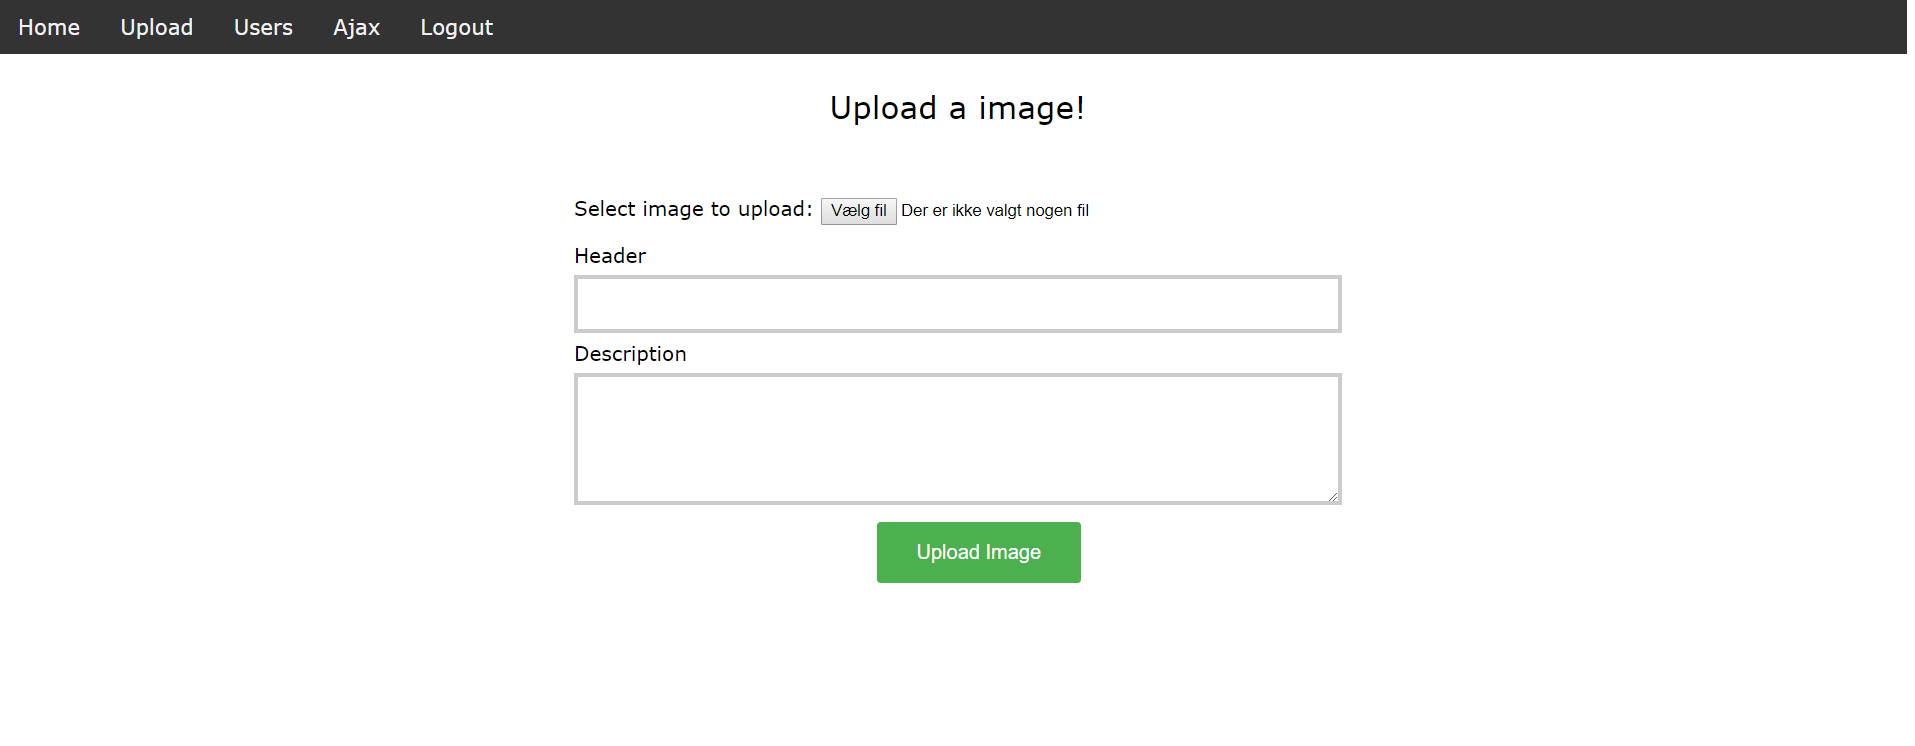 Home Upload Users Ajax Logout
Upload a image!
Select image to upload: Vælg fil Der er ikke valgt nogen fil
Header
Description
Upload Image